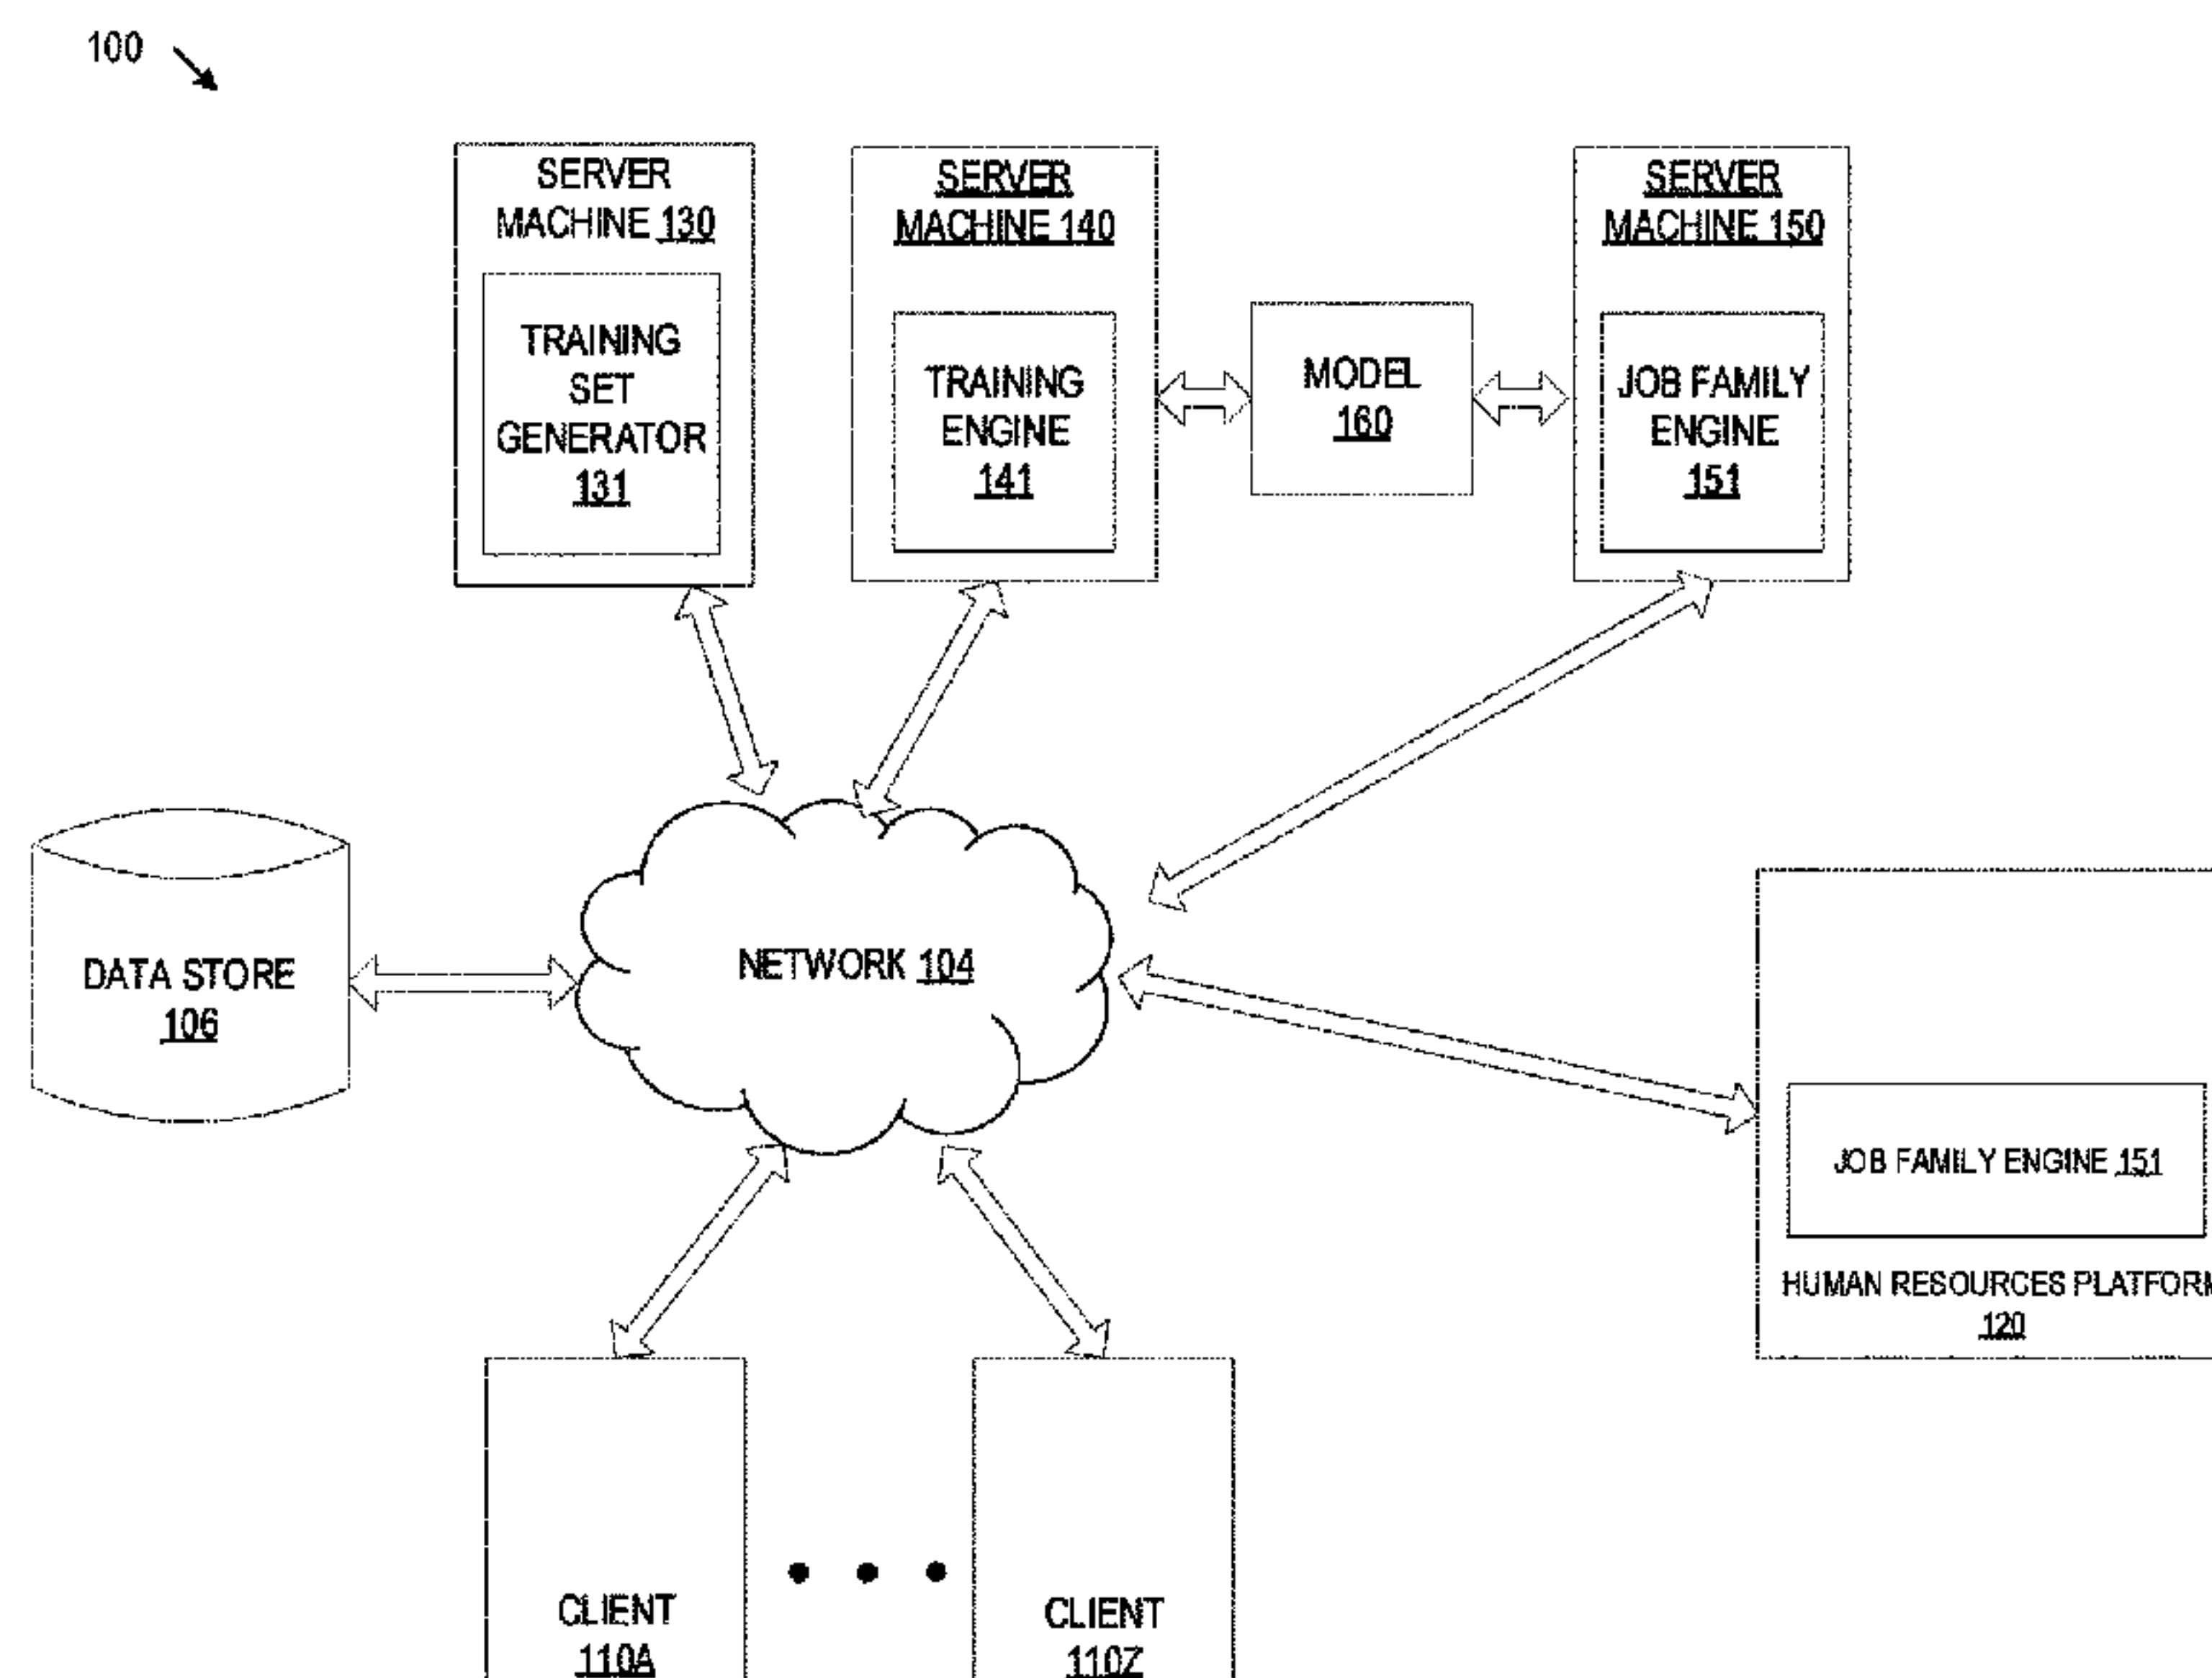 100
SERVER
MACHINE 130
TRAINING
SET
GENERATOR
131
SERVER
MACHINE 140
TRAINING
ENGINE
141
MODEL
160
SERVER
MACHINE 150
JOB FAMILY
ENGINE
151
DATA STORE
106
NETWORK 104
JOB FAMILY ENGINE 151
HUMAN RESOURCES PLATFORM
120
CLIENT
110A
CLIENT
110Z